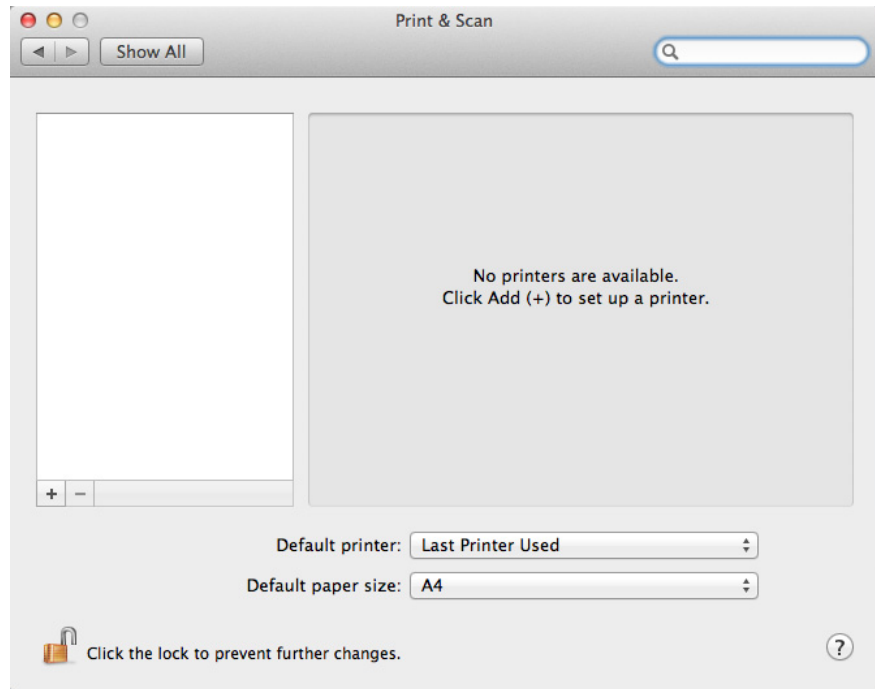 Print & Scan
Show All
No printers are available.
Click Add (+) to set up a printer.
+ −
Default printer: Last Printer Used
Default paper size: A4
Click the lock to prevent further changes.
?